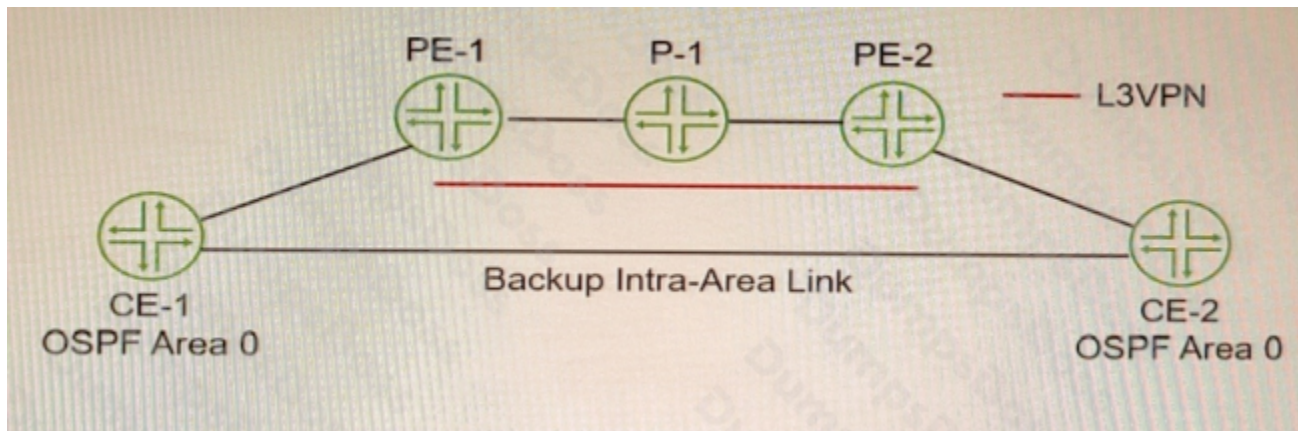 PE-1
P-1
PE-2
L3VPN
Backup Intra-Area Link
CE-1
OSPF Area 0
CE-2
OSPF Area 0